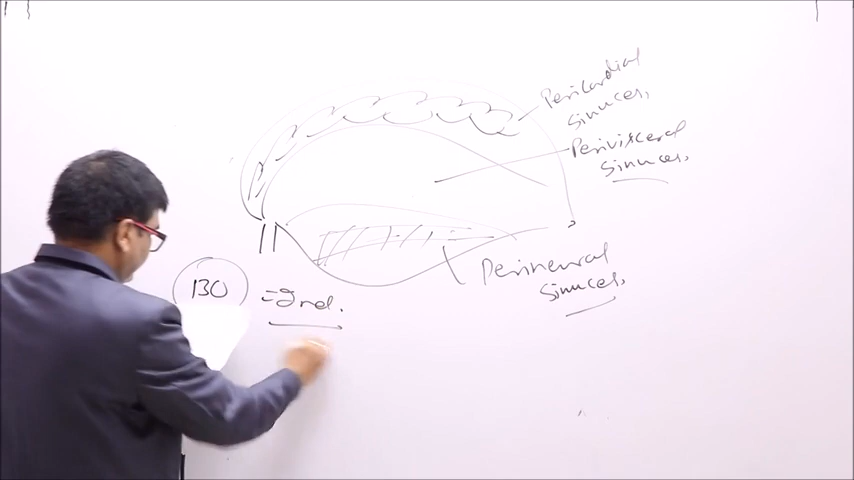 Pericardial
sinuces,
Perivisceral
sinuces,
Perineural
sinuces,
130